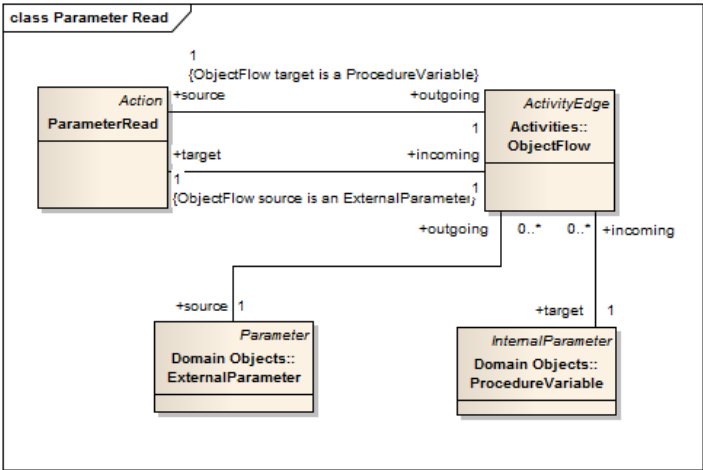 class Parameter Read
1
{ObjectFlow target is a ProcedureVariable}
Action
ParameterRead
+source
+outgoing
1
ActivityEdge
Activities::
ObjectFlow
+target
+incoming
1
1
{ObjectFlow source is an ExternalParameter}
+outgoing
0..*
0..*
+incoming
+source
1
+target
1
Parameter
Domain Objects::
ExternalParameter
InternalParameter
Domain Objects::
ProcedureVariable